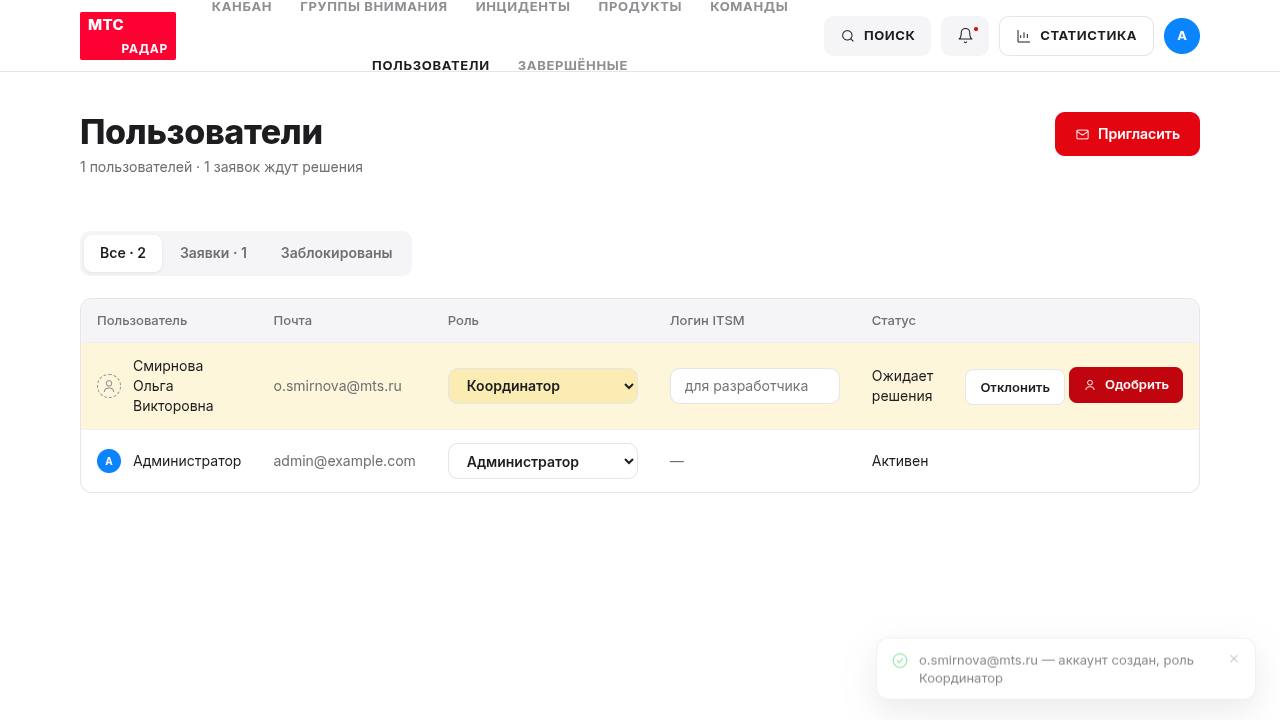 МТС
РАДАР
КАНБАН ГРУППЫ ВНИМАНИЯ ИНЦИДЕНТЫ ПРОДУКТЫ КОМАНДЫ
ПОЛЬЗОВАТЕЛИ ЗАВЕРШЁННЫЕ
ПОИСК
СТАТИСТИКА
A
Пользователи
1 пользователей · 1 заявок ждут решения
Пригласить
Все · 2 Заявки · 1 Заблокированы
Пользователь Почта Роль Логин ITSM Статус
Смирнова
Ольга
Викторовна
o.smirnova@mts.ru
Координатор
для разработчика
Ожидает
решения
Отклонить
Одобрить
A
Администратор
admin@example.com
Администратор
—
Активен
o.smirnova@mts.ru — аккаунт создан, роль
Координатор